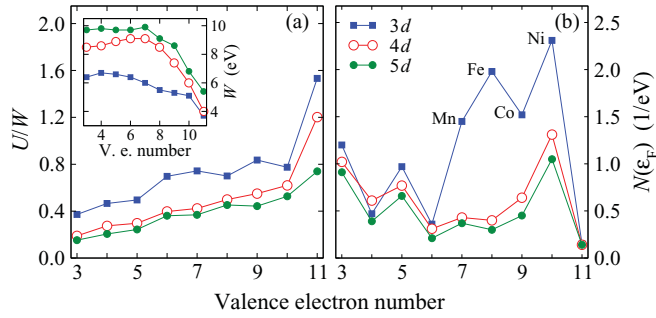 (a)
(b)
10
8
6
4
W (eV)
4 6 8 10
V. e. number
2.0
1.6
1.2
0.8
0.4
0.0
U/W
3 5 7 9 11
3d
4d
5d
Mn
Fe
Co
Ni
2.5
2.0
1.5
1.0
0.5
0.0
N(ε_F) (1/eV)
3 5 7 9 11
Valence electron number